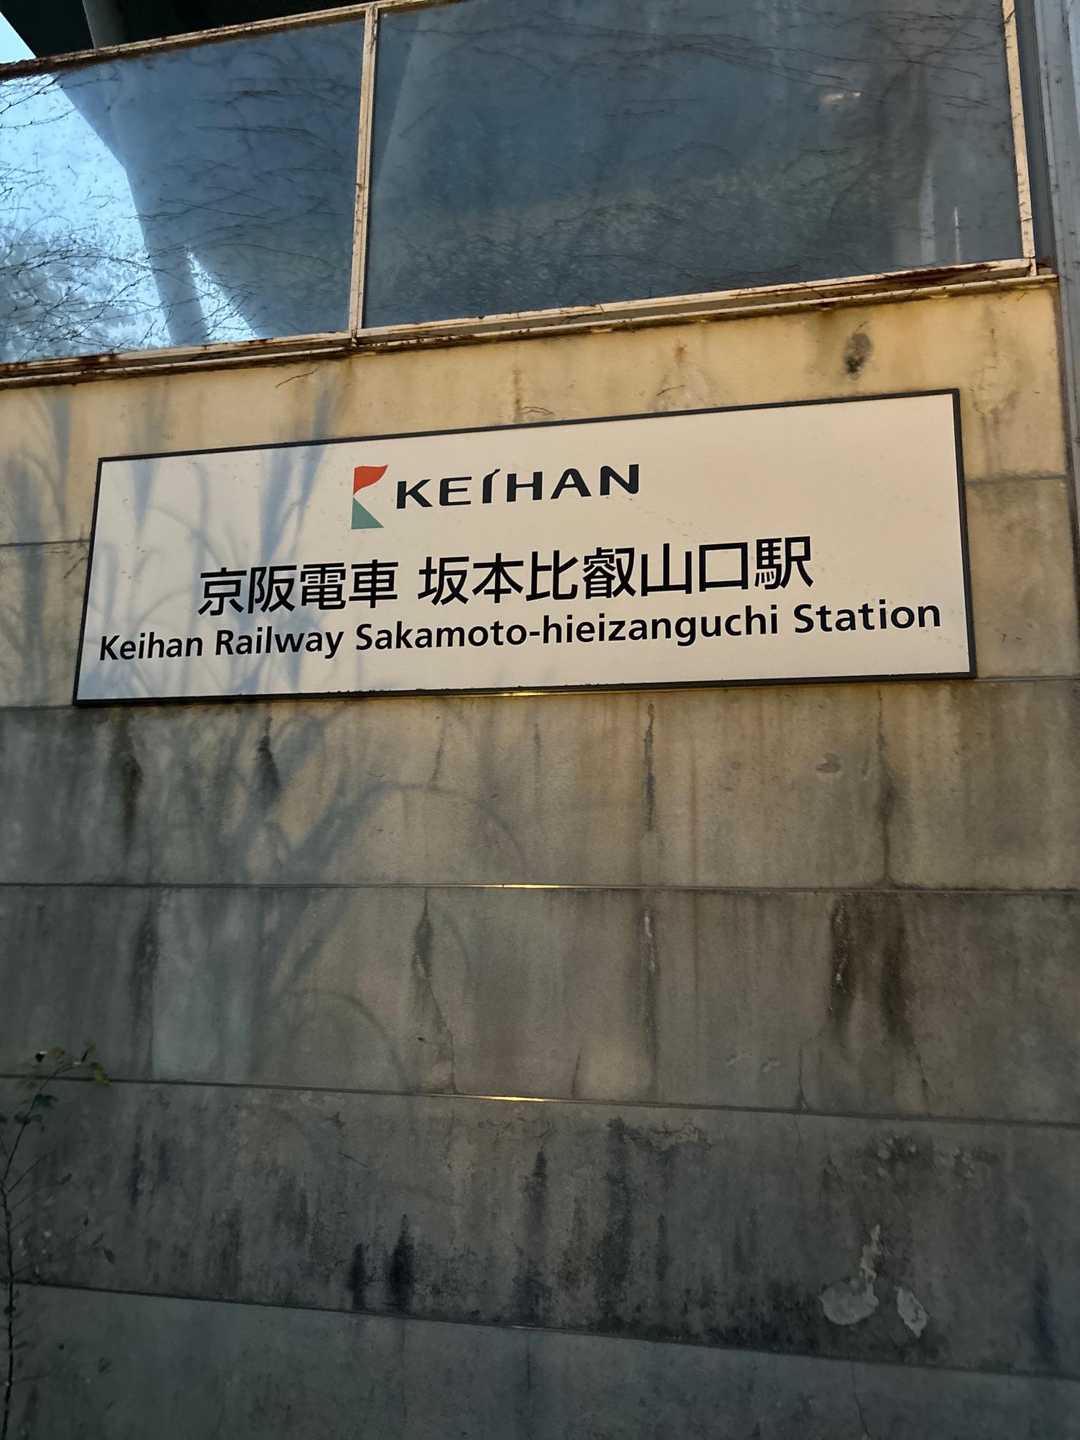 KEIHAN
京阪電車 坂本比叡山口駅
Keihan Railway Sakamoto-hieizanguchi Station